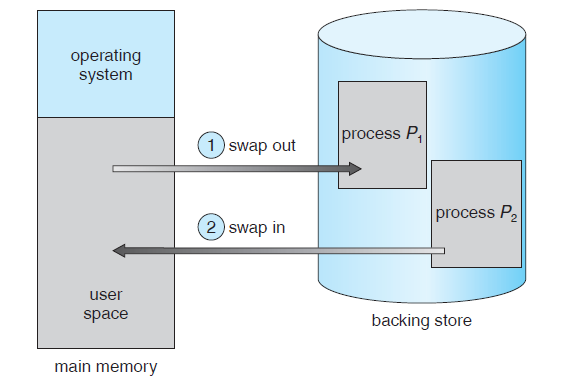 operating
system
process P1
1 swap out
process P2
2 swap in
user
space
backing store
main memory